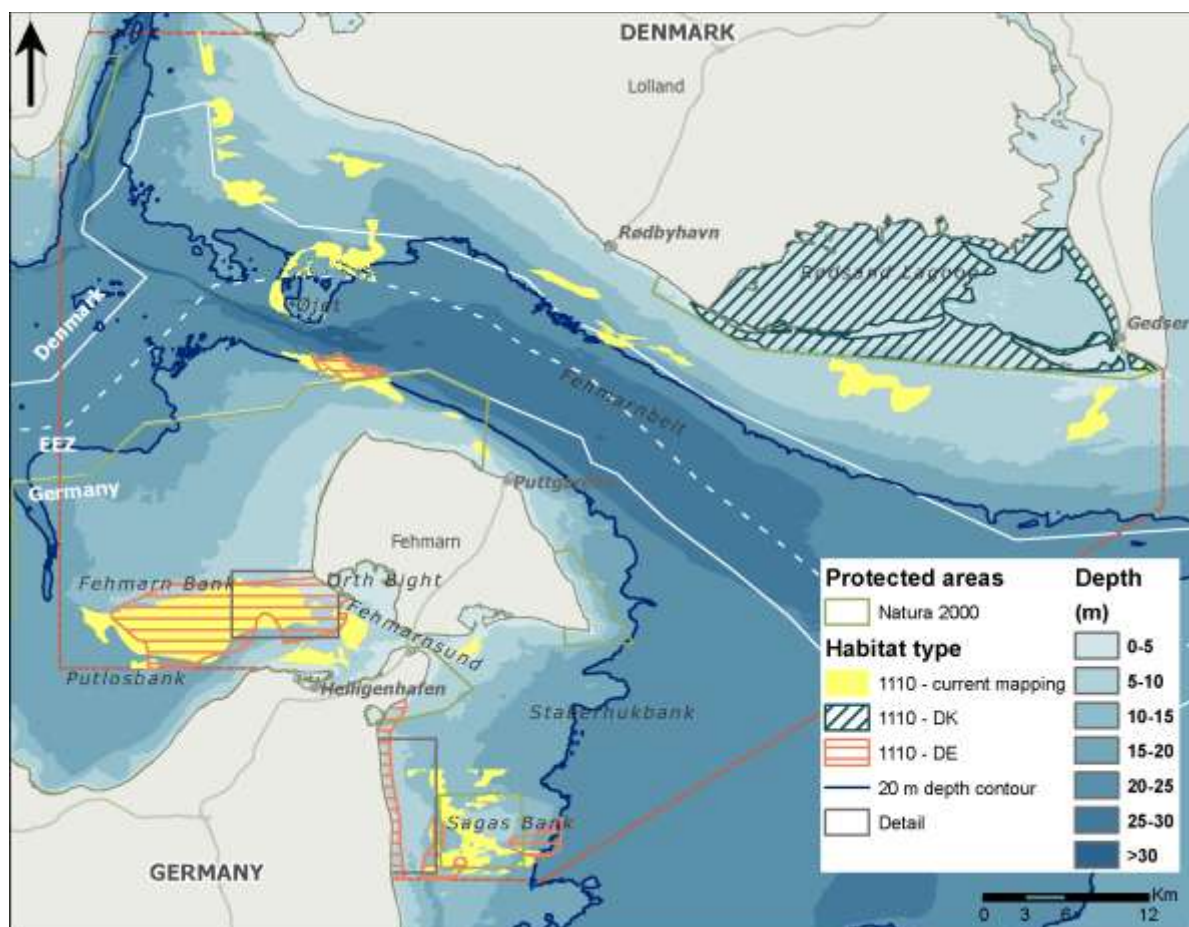 DENMARK
Lolland
Rødbyhavn
Rødsand Lagoon
Gedser
Øjet
Denmark
Fehmarnbelt
EEZ
Germany
Puttgarden
Fehmarn
Fehmarn Bank
Orth Bight
Fehmarnsund
Putlosbank
Heiligenhafen
Staberhukbank
Sagas Bank
GERMANY
Protected areas
Natura 2000
Habitat type
1110 - current mapping
1110 - DK
1110 - DE
20 m depth contour
Detail
Depth
(m)
0-5
5-10
10-15
15-20
20-25
25-30
>30
Km
0 3 6 12